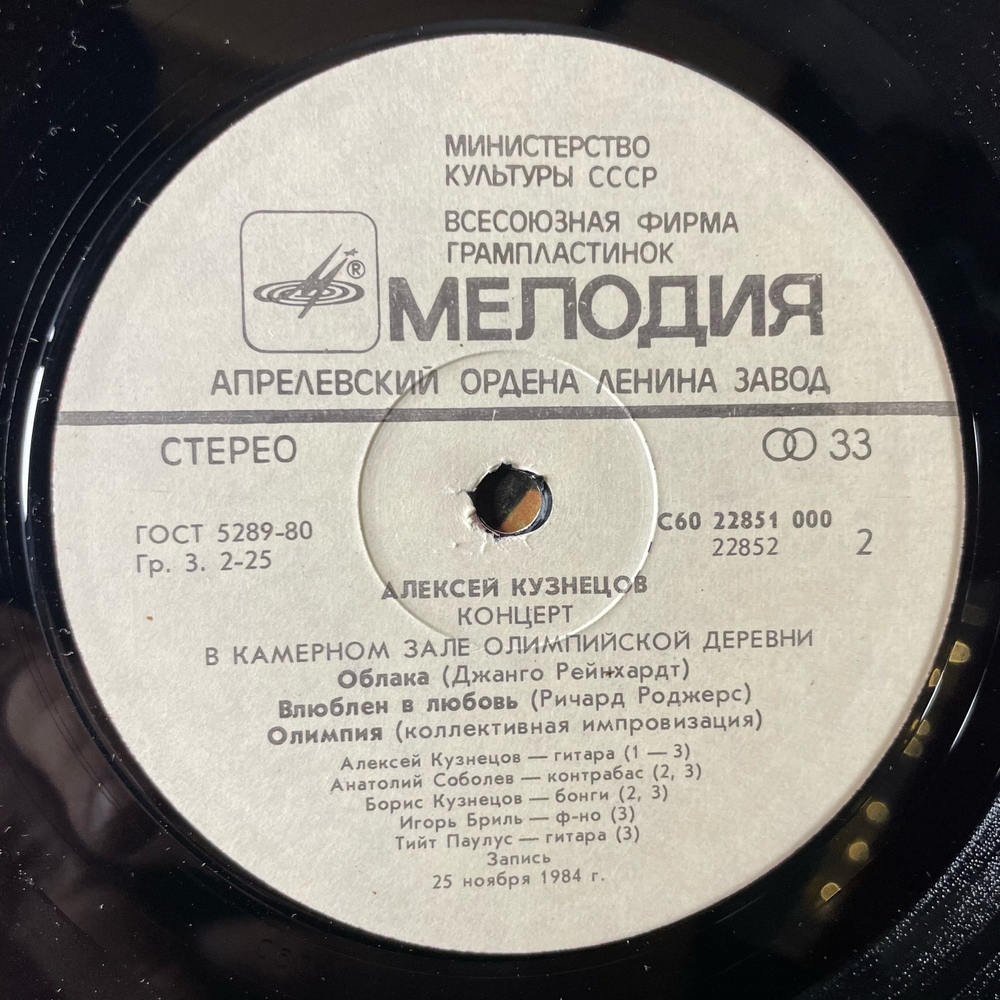 МИНИСТЕРСТВО
КУЛЬТУРЫ СССР
ВСЕСОЮЗНАЯ ФИРМА
ГРАМПЛАСТИНОК
®
МЕЛОДИЯ
АПРЕЛЕВСКИЙ ОРДЕНА ЛЕНИНА ЗАВОД
СТЕРЕО
33
ГОСТ 5289-80
Гр. 3. 2-25
С60 22851 000
22852
2
АЛЕКСЕЙ КУЗНЕЦОВ
КОНЦЕРТ
В КАМЕРНОМ ЗАЛЕ ОЛИМПИЙСКОЙ ДЕРЕВНИ
Облака (Джанго Рейнхардт)
Влюблен в любовь (Ричард Роджерс)
Олимпия (коллективная импровизация)
Алексей Кузнецов — гитара (1 — 3)
Анатолий Соболев — контрабас (2, 3)
Борис Кузнецов — бонги (2, 3)
Игорь Бриль — ф-но (3)
Тийт Паулус — гитара (3)
Запись
25 ноября 1984 г.